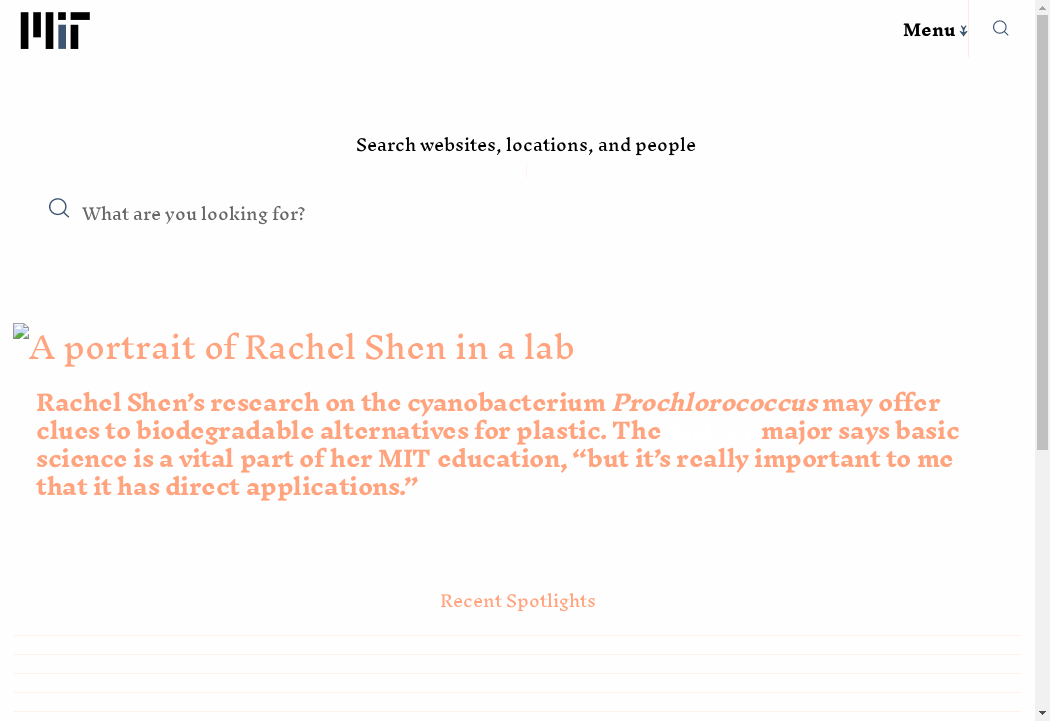 MIT
Menu
Search websites, locations, and people
What are you looking for?
A portrait of Rachel Shen in a lab
Rachel Shen’s research on the cyanobacterium Prochlorococcus may offer
clues to biodegradable alternatives for plastic. The major says basic
science is a vital part of her MIT education, “but it’s really important to me
that it has direct applications.”
Recent Spotlights